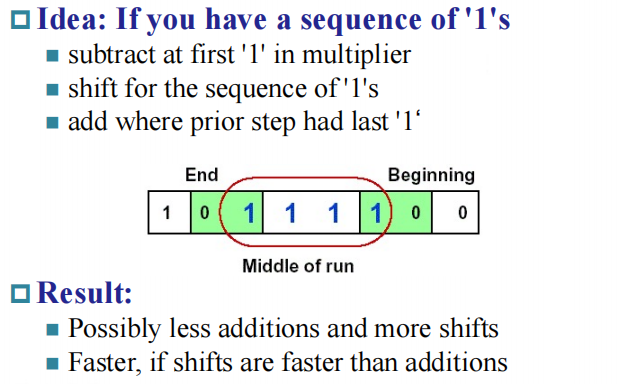 Idea: If you have a sequence of '1's
subtract at first '1' in multiplier
shift for the sequence of '1's
add where prior step had last '1‘
End Beginning
1 0 1 1 1 1 0 0
Middle of run
Result:
Possibly less additions and more shifts
Faster, if shifts are faster than additions